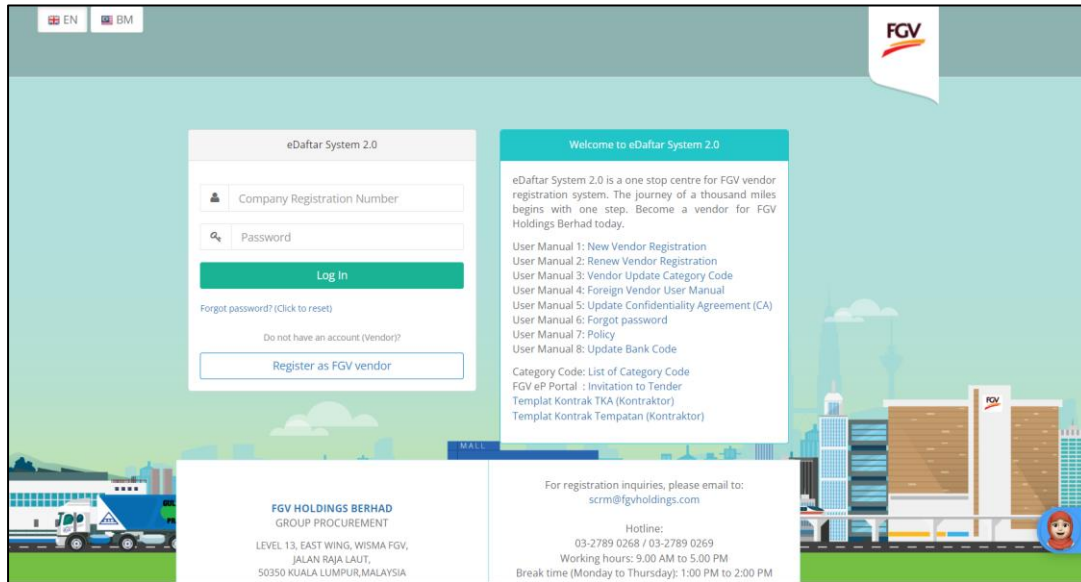 EN
BM
FGV
eDaftar System 2.0
Company Registration Number
Password
Log In
Forgot password? (Click to reset)
Do not have an account (Vendor)?
Register as FGV vendor
Welcome to eDaftar System 2.0
eDaftar System 2.0 is a one stop centre for FGV vendor
registration system. The journey of a thousand miles
begins with one step. Become a vendor for FGV
Holdings Berhad today.
User Manual 1: New Vendor Registration
User Manual 2: Renew Vendor Registration
User Manual 3: Vendor Update Category Code
User Manual 4: Foreign Vendor User Manual
User Manual 5: Update Confidentiality Agreement (CA)
User Manual 6: Forgot password
User Manual 7: Policy
User Manual 8: Update Bank Code
Category Code: List of Category Code
FGV eP Portal : Invitation to Tender
Templat Kontrak TKA (Kontraktor)
Templat Kontrak Tempatan (Kontraktor)
MALL
FGV
FGV HOLDINGS BERHAD
GROUP PROCUREMENT
LEVEL 13, EAST WING, WISMA FGV,
JALAN RAJA LAUT,
50350 KUALA LUMPUR,MALAYSIA
For registration inquiries, please email to:
scrm@fgvholdings.com
Hotline:
03-2789 0268 / 03-2789 0269
Working hours: 9.00 AM to 5.00 PM
Break time (Monday to Thursday): 1:00 PM to 2:00 PM